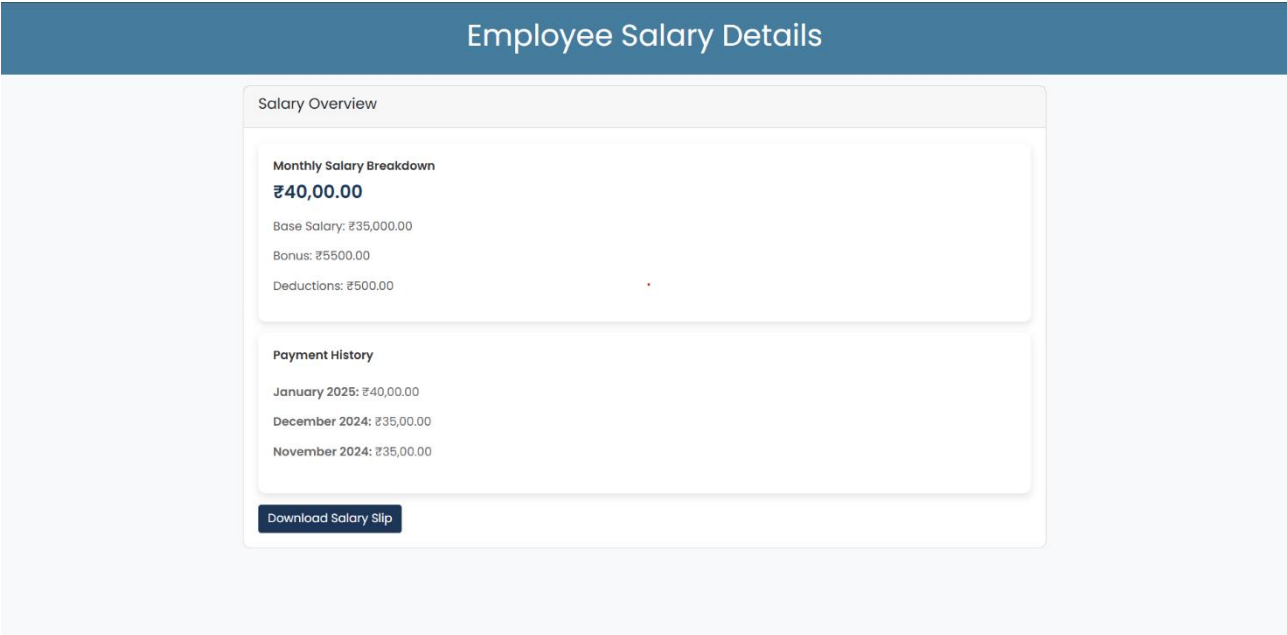 Employee Salary Details
Salary Overview
Monthly Salary Breakdown
₹40,00.00
Base Salary: ₹35,000.00
Bonus: ₹5500.00
Deductions: ₹500.00
Payment History
January 2025: ₹40,00.00
December 2024: ₹35,00.00
November 2024: ₹35,00.00
Download Salary Slip